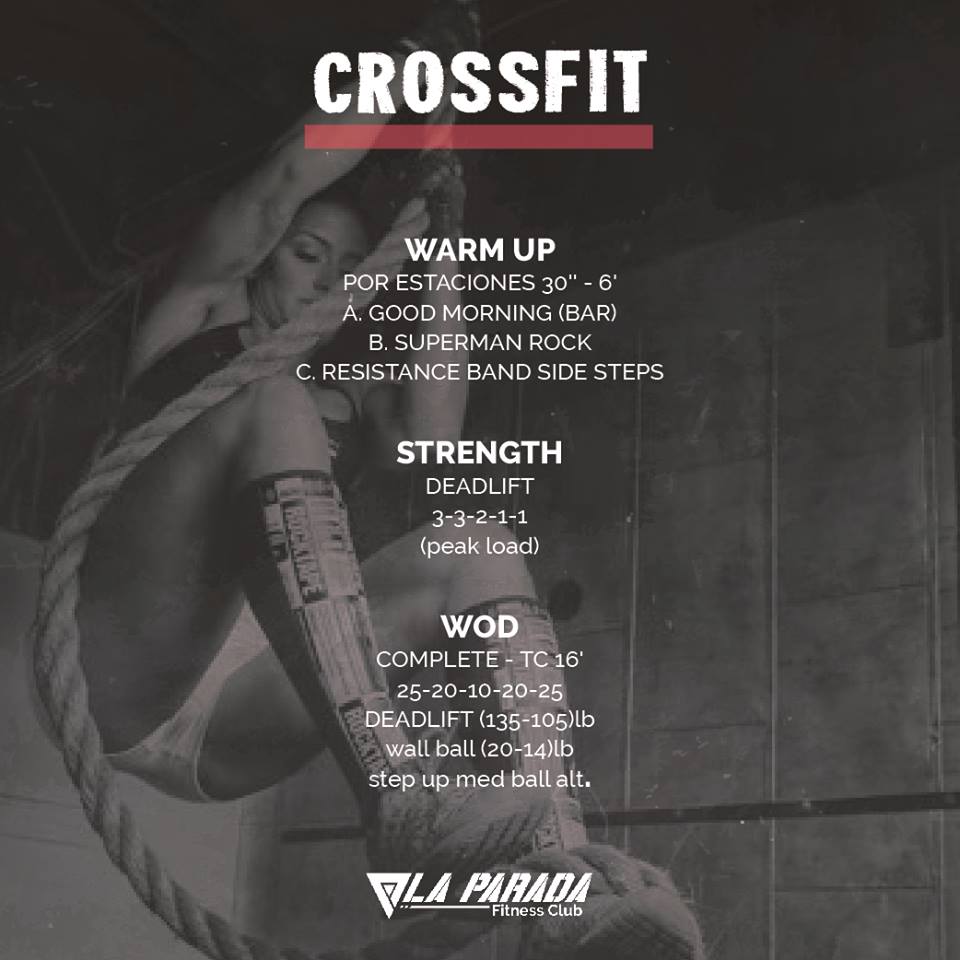 CROSSFIT
WARM UP
POR ESTACIONES 30'' - 6'
A. GOOD MORNING (BAR)
B. SUPERMAN ROCK
C. RESISTANCE BAND SIDE STEPS
STRENGTH
DEADLIFT
3-3-2-1-1
(peak load)
WOD
COMPLETE - TC 16'
25-20-10-20-25
DEADLIFT (135-105)lb
wall ball (20-14)lb
step up med ball alt.
LA PARADA
Fitness Club